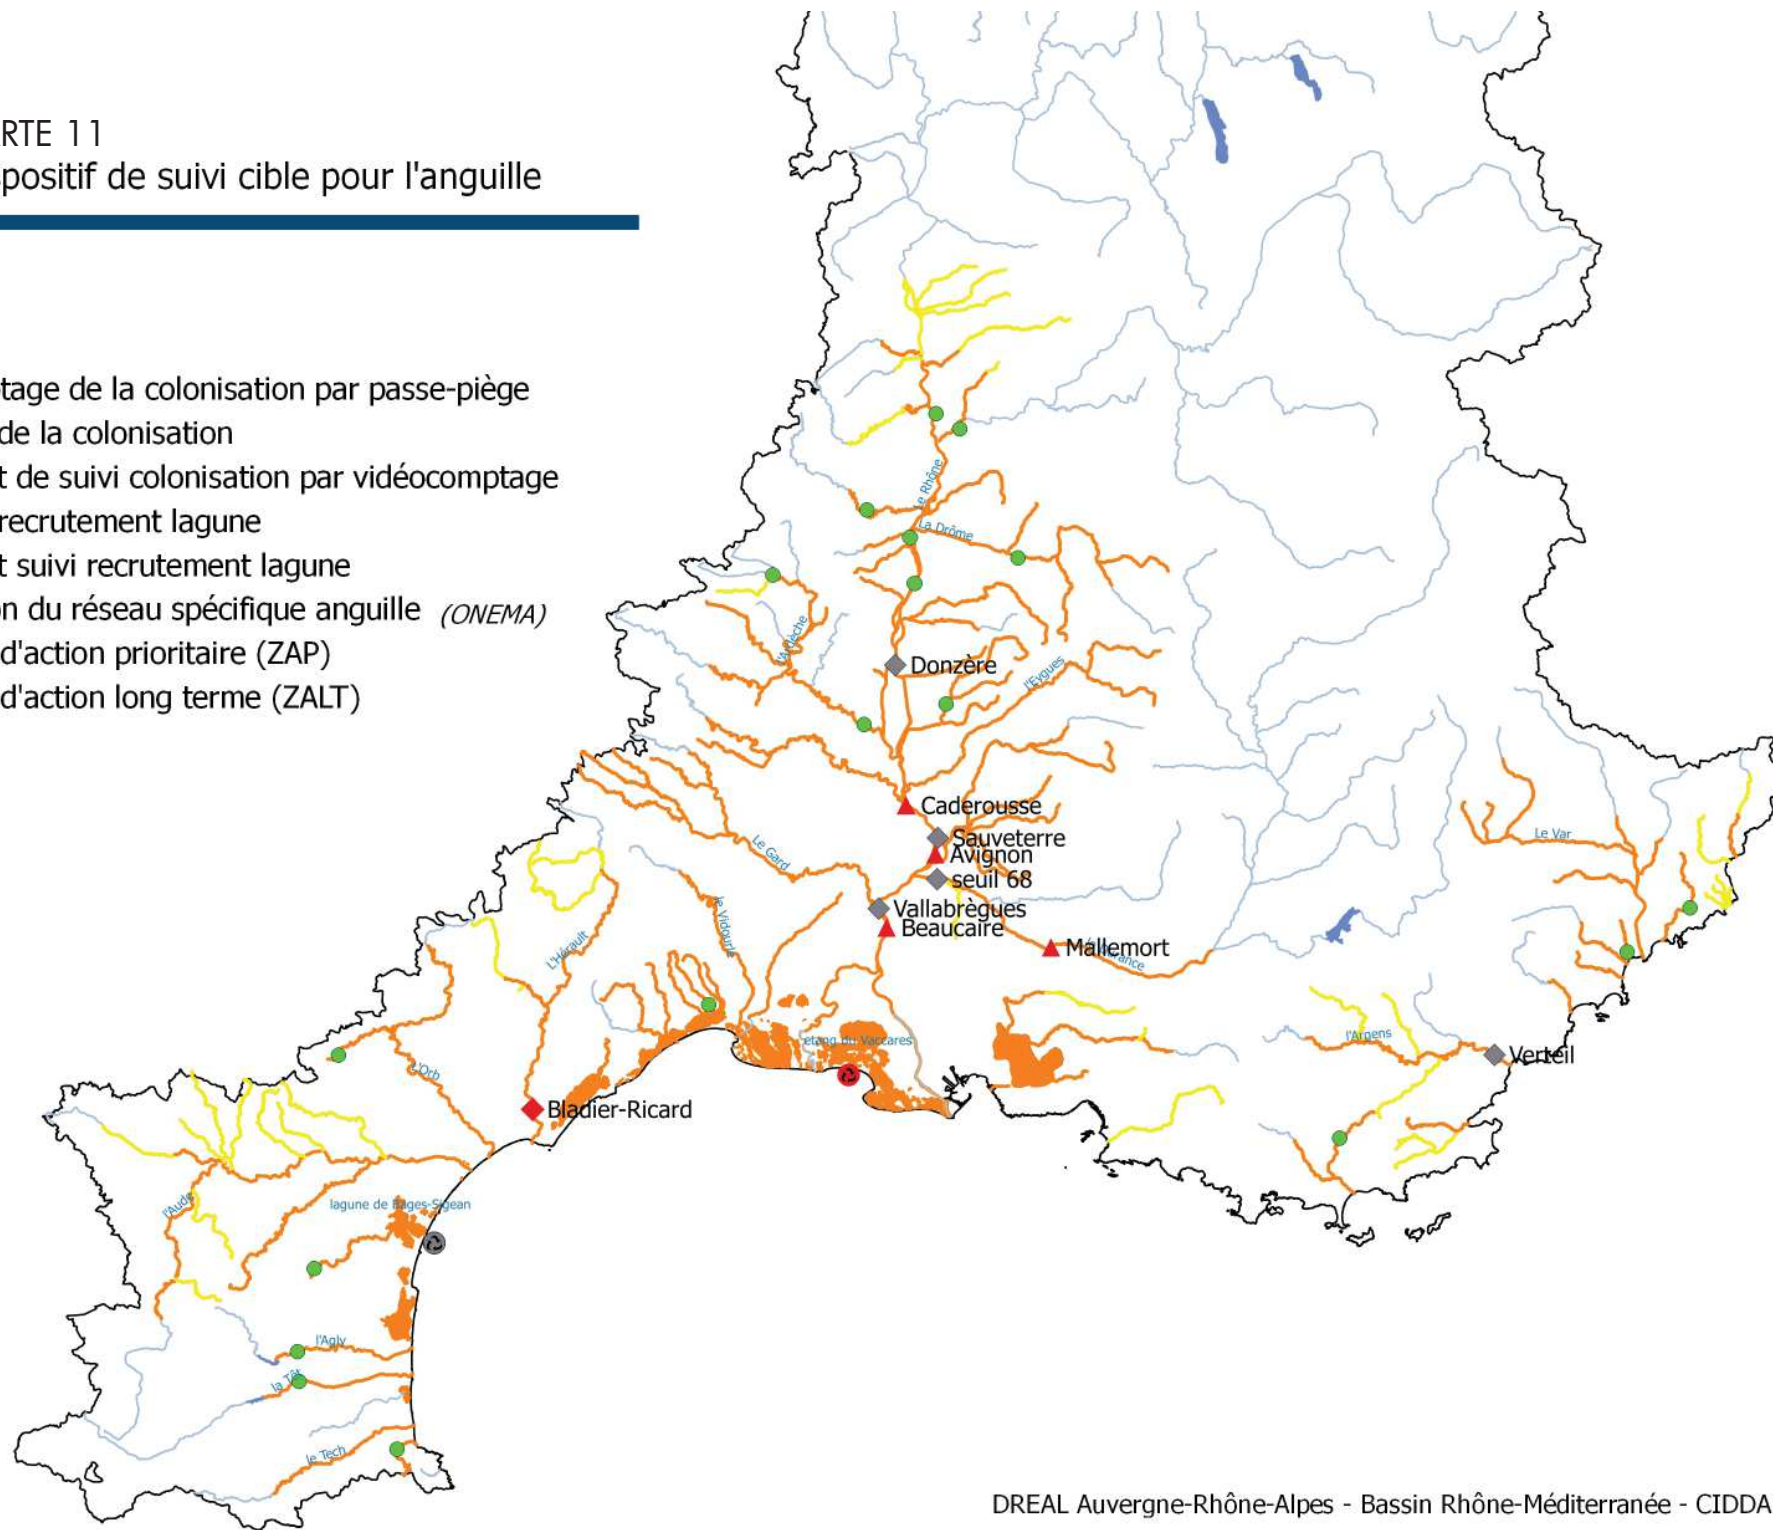 RTE 11
positif de suivi cible pour l'anguille
tage de la colonisation par passe-piège
de la colonisation
t de suivi colonisation par vidéocomptage
recrutement lagune
t suivi recrutement lagune
n du réseau spécifique anguille (ONEMA)
d'action prioritaire (ZAP)
d'action long terme (ZALT)
Le Rhône
La Drôme
l'Ardèche
Donzère
l'Eygues
Caderousse
Sauveterre
Avignon
seuil 68
Le Var
Le Gard
Vallabrègues
Beaucaire
le Vidourle
Mallemort
L'Hérault
etang du Vaccares
l'Argens
Verteil
L'Orb
Bladier-Ricard
l'Aude
lagune de Bages-Sigean
l'Agly
la Têt
le Tech
DREAL Auvergne-Rhône-Alpes - Bassin Rhône-Méditerranée - CIDDA